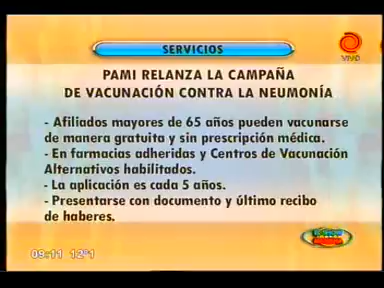 SERVICIOS
VIVO
PAMI RELANZA LA CAMPAÑA
DE VACUNACIÓN CONTRA LA NEUMONÍA
- Afiliados mayores de 65 años pueden vacunarse
de manera gratuita y sin prescripción médica.
- En farmacias adheridas y Centros de Vacunación
Alternativos habilitados.
- La aplicación es cada 5 años.
- Presentarse con documento y último recibo
de haberes.
09:11 12°1